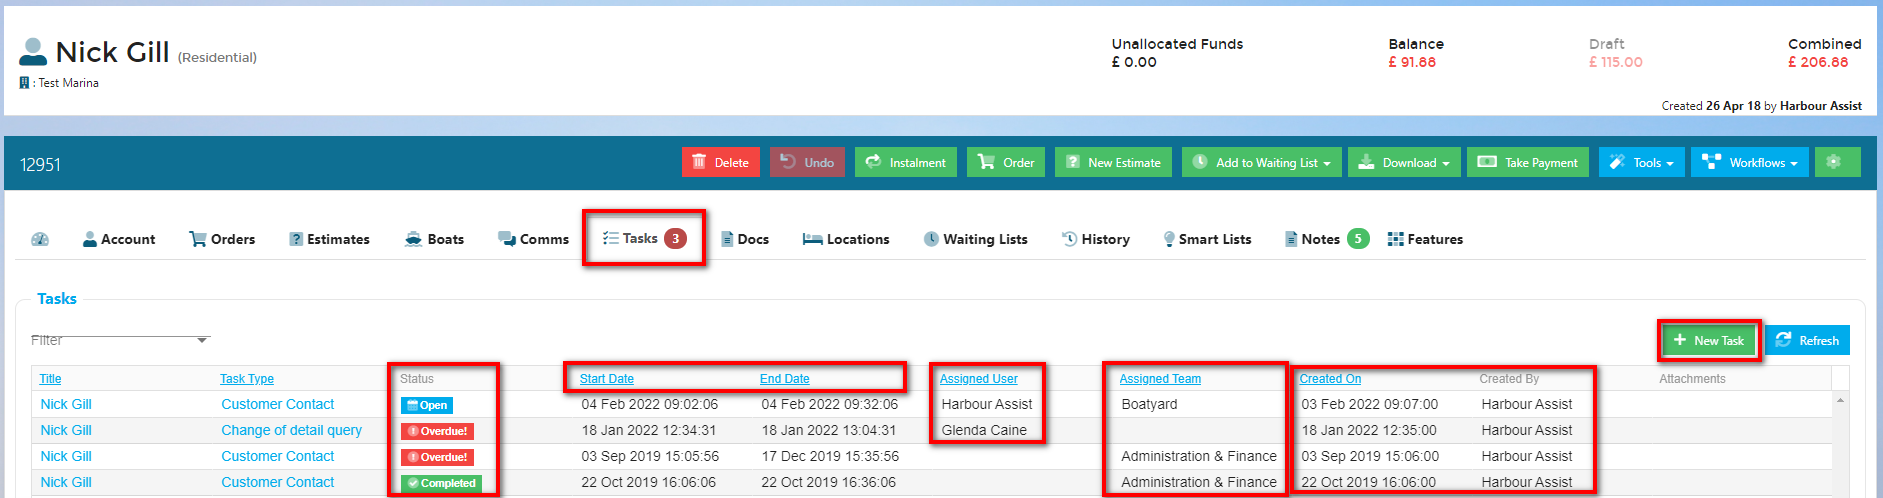 Nick Gill (Residential)
: Test Marina
Unallocated Funds
£ 0.00
Balance
£ 91.88
Draft
£ 115.00
Combined
£ 206.88
Created 26 Apr 18 by Harbour Assist
12951 Delete Undo Instalment Order New Estimate Add to Waiting List Download Take Payment Tools Workflows
Account Orders Estimates Boats Comms Tasks 3 Docs Locations Waiting Lists History Smart Lists Notes 5 Features
Tasks
Filter New Task Refresh
Title Task Type Status Start Date End Date Assigned User Assigned Team Created On Created By Attachments
Nick Gill Customer Contact Open 04 Feb 2022 09:02:06 04 Feb 2022 09:32:06 Harbour Assist Boatyard 03 Feb 2022 09:07:00 Harbour Assist
Nick Gill Change of detail query Overdue! 18 Jan 2022 12:34:31 18 Jan 2022 13:04:31 Glenda Caine 18 Jan 2022 12:35:00 Harbour Assist
Nick Gill Customer Contact Overdue! 03 Sep 2019 15:05:56 17 Dec 2019 15:35:56 Administration & Finance 03 Sep 2019 15:06:00 Harbour Assist
Nick Gill Customer Contact Completed 22 Oct 2019 16:06:06 22 Oct 2019 16:36:06 Administration & Finance 22 Oct 2019 16:06:00 Harbour Assist